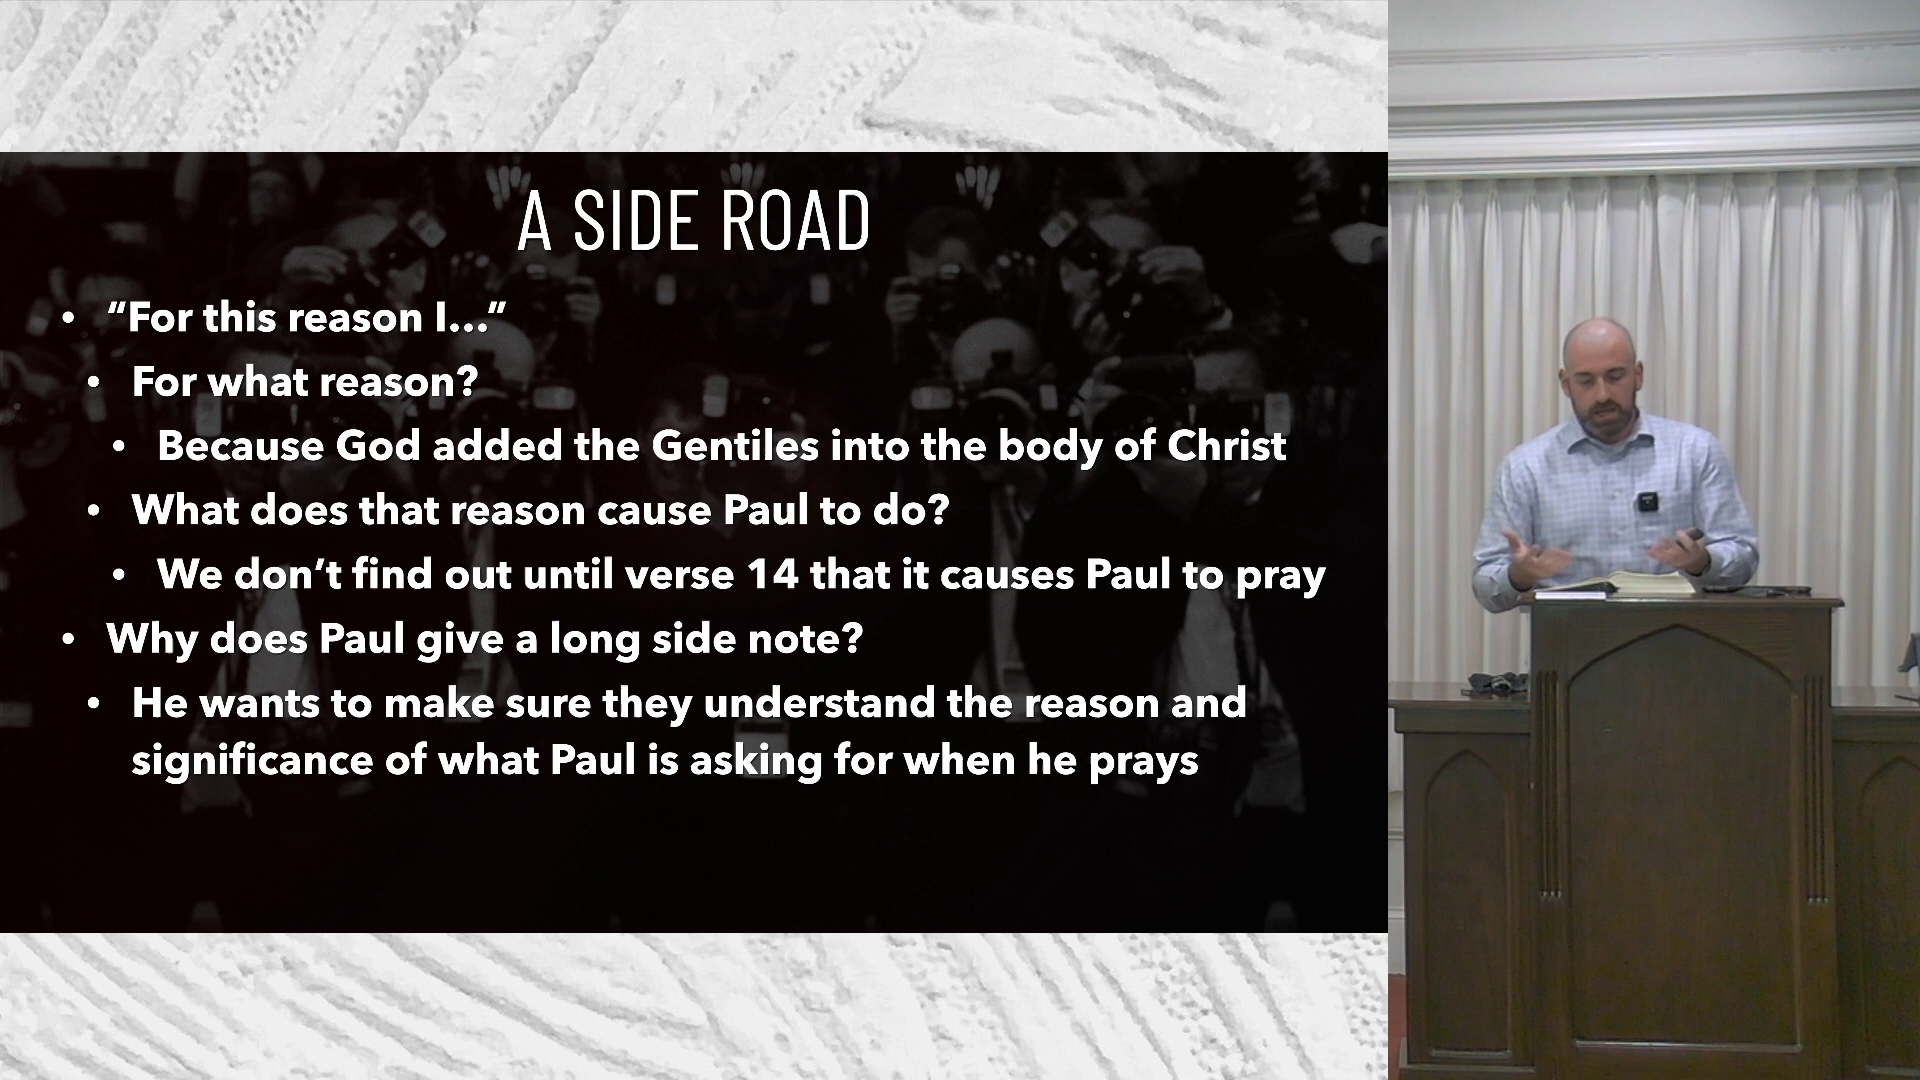 A SIDE ROAD
• “For this reason I…”
• For what reason?
• Because God added the Gentiles into the body of Christ
• What does that reason cause Paul to do?
• We don’t find out until verse 14 that it causes Paul to pray
• Why does Paul give a long side note?
• He wants to make sure they understand the reason and
significance of what Paul is asking for when he prays